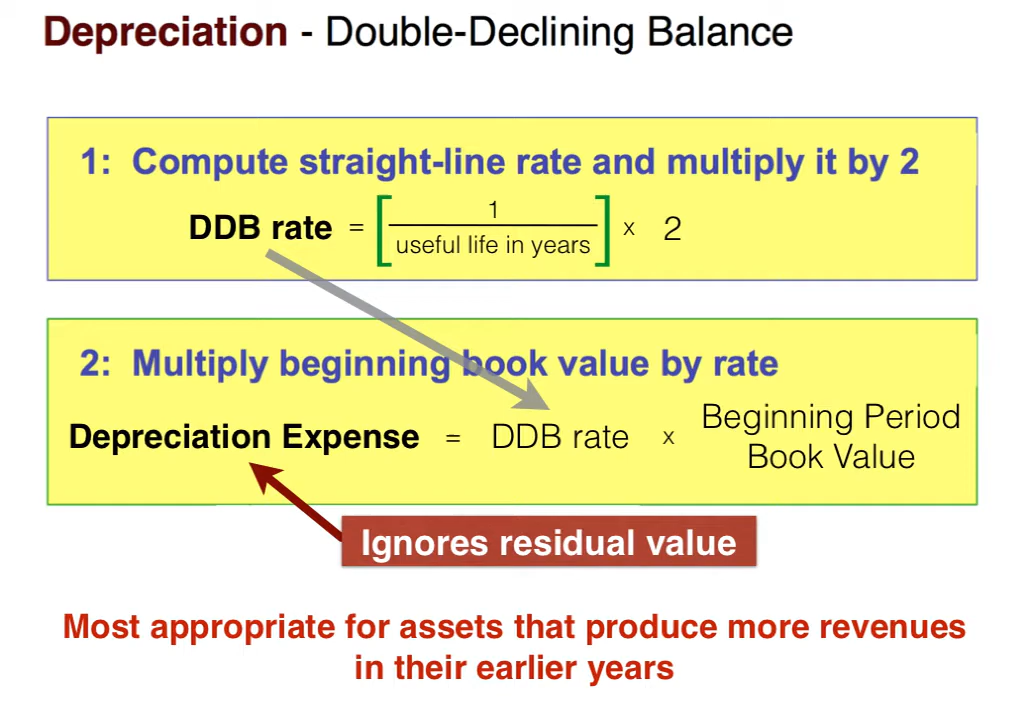 Depreciation - Double-Declining Balance
1: Compute straight-line rate and multiply it by 2
DDB rate = [ 1 / useful life in years ] x 2
2: Multiply beginning book value by rate
Depreciation Expense = DDB rate x Beginning Period Book Value
Ignores residual value
Most appropriate for assets that produce more revenues
in their earlier years